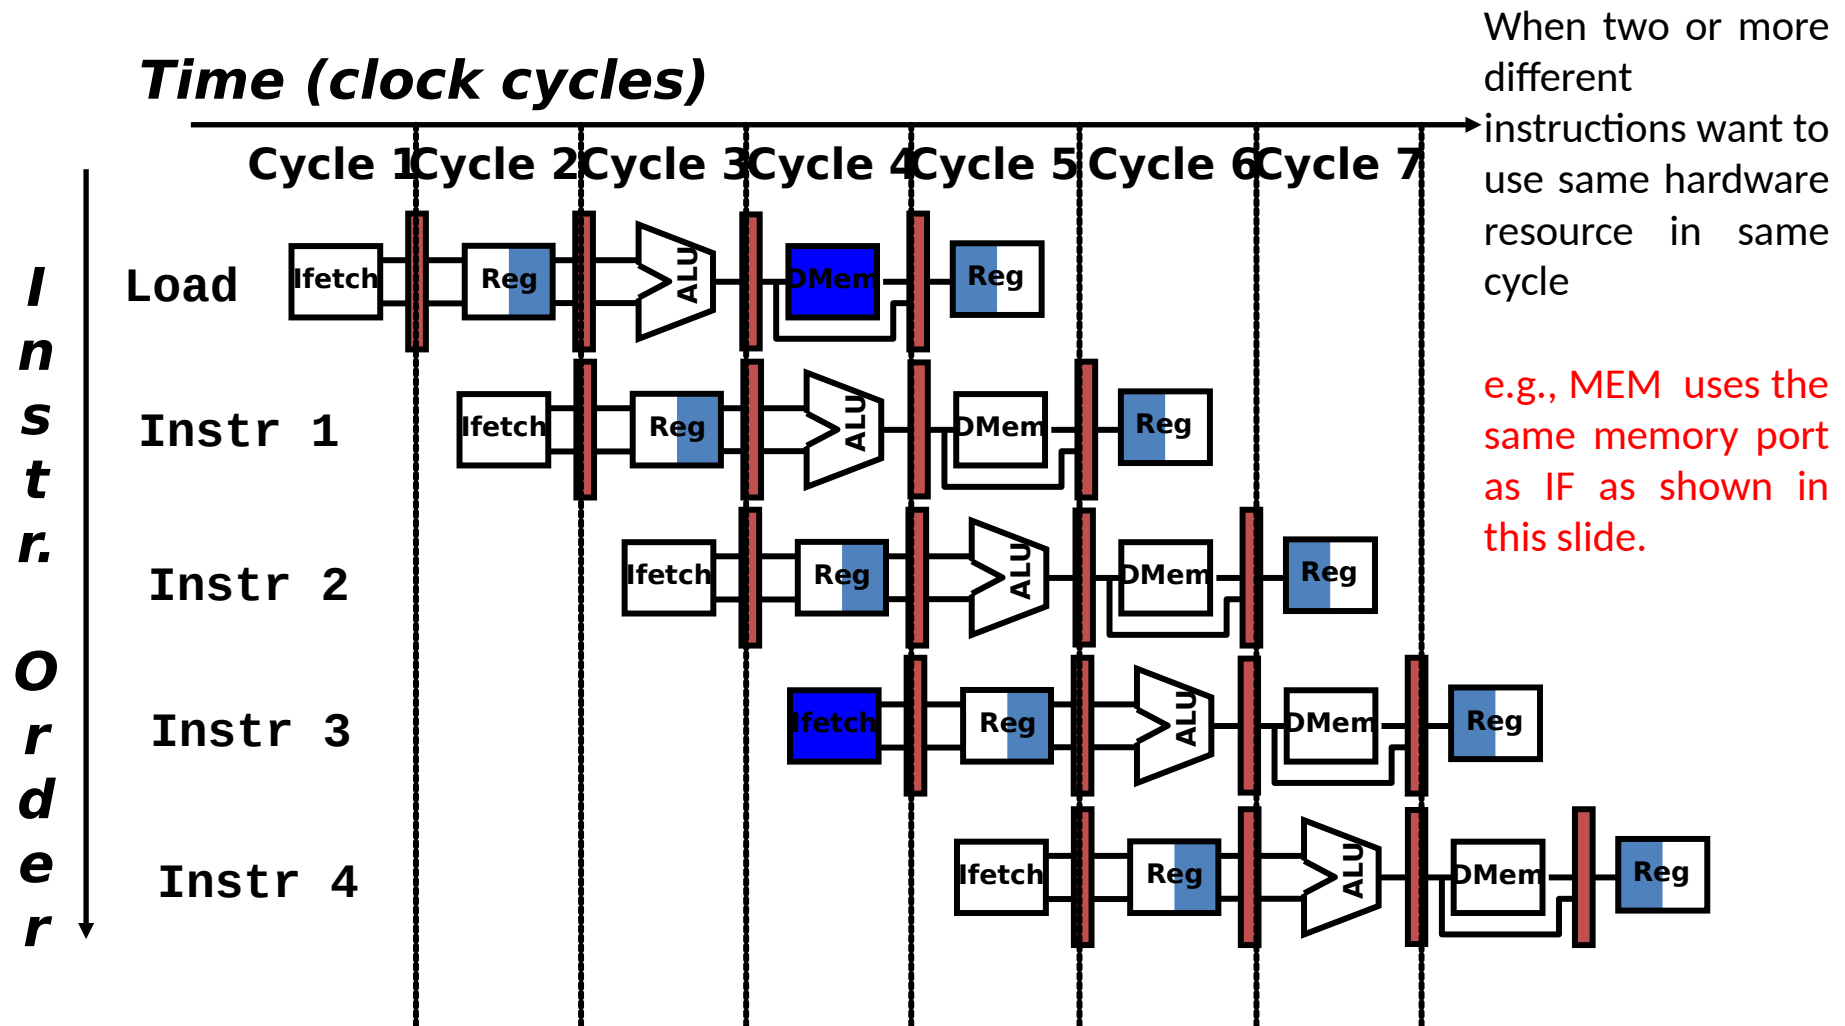 Time (clock cycles)
Cycle 1 Cycle 2 Cycle 3 Cycle 4 Cycle 5 Cycle 6 Cycle 7
Instr. Order
Load Ifetch Reg ALU DMem Reg
Instr 1 Ifetch Reg ALU DMem Reg
Instr 2 Ifetch Reg ALU DMem Reg
Instr 3 Ifetch Reg ALU DMem Reg
Instr 4 Ifetch Reg ALU DMem Reg
When two or more
different
instructions want to
use same hardware
resource in same
cycle
e.g., MEM uses the
same memory port
as IF as shown in
this slide.